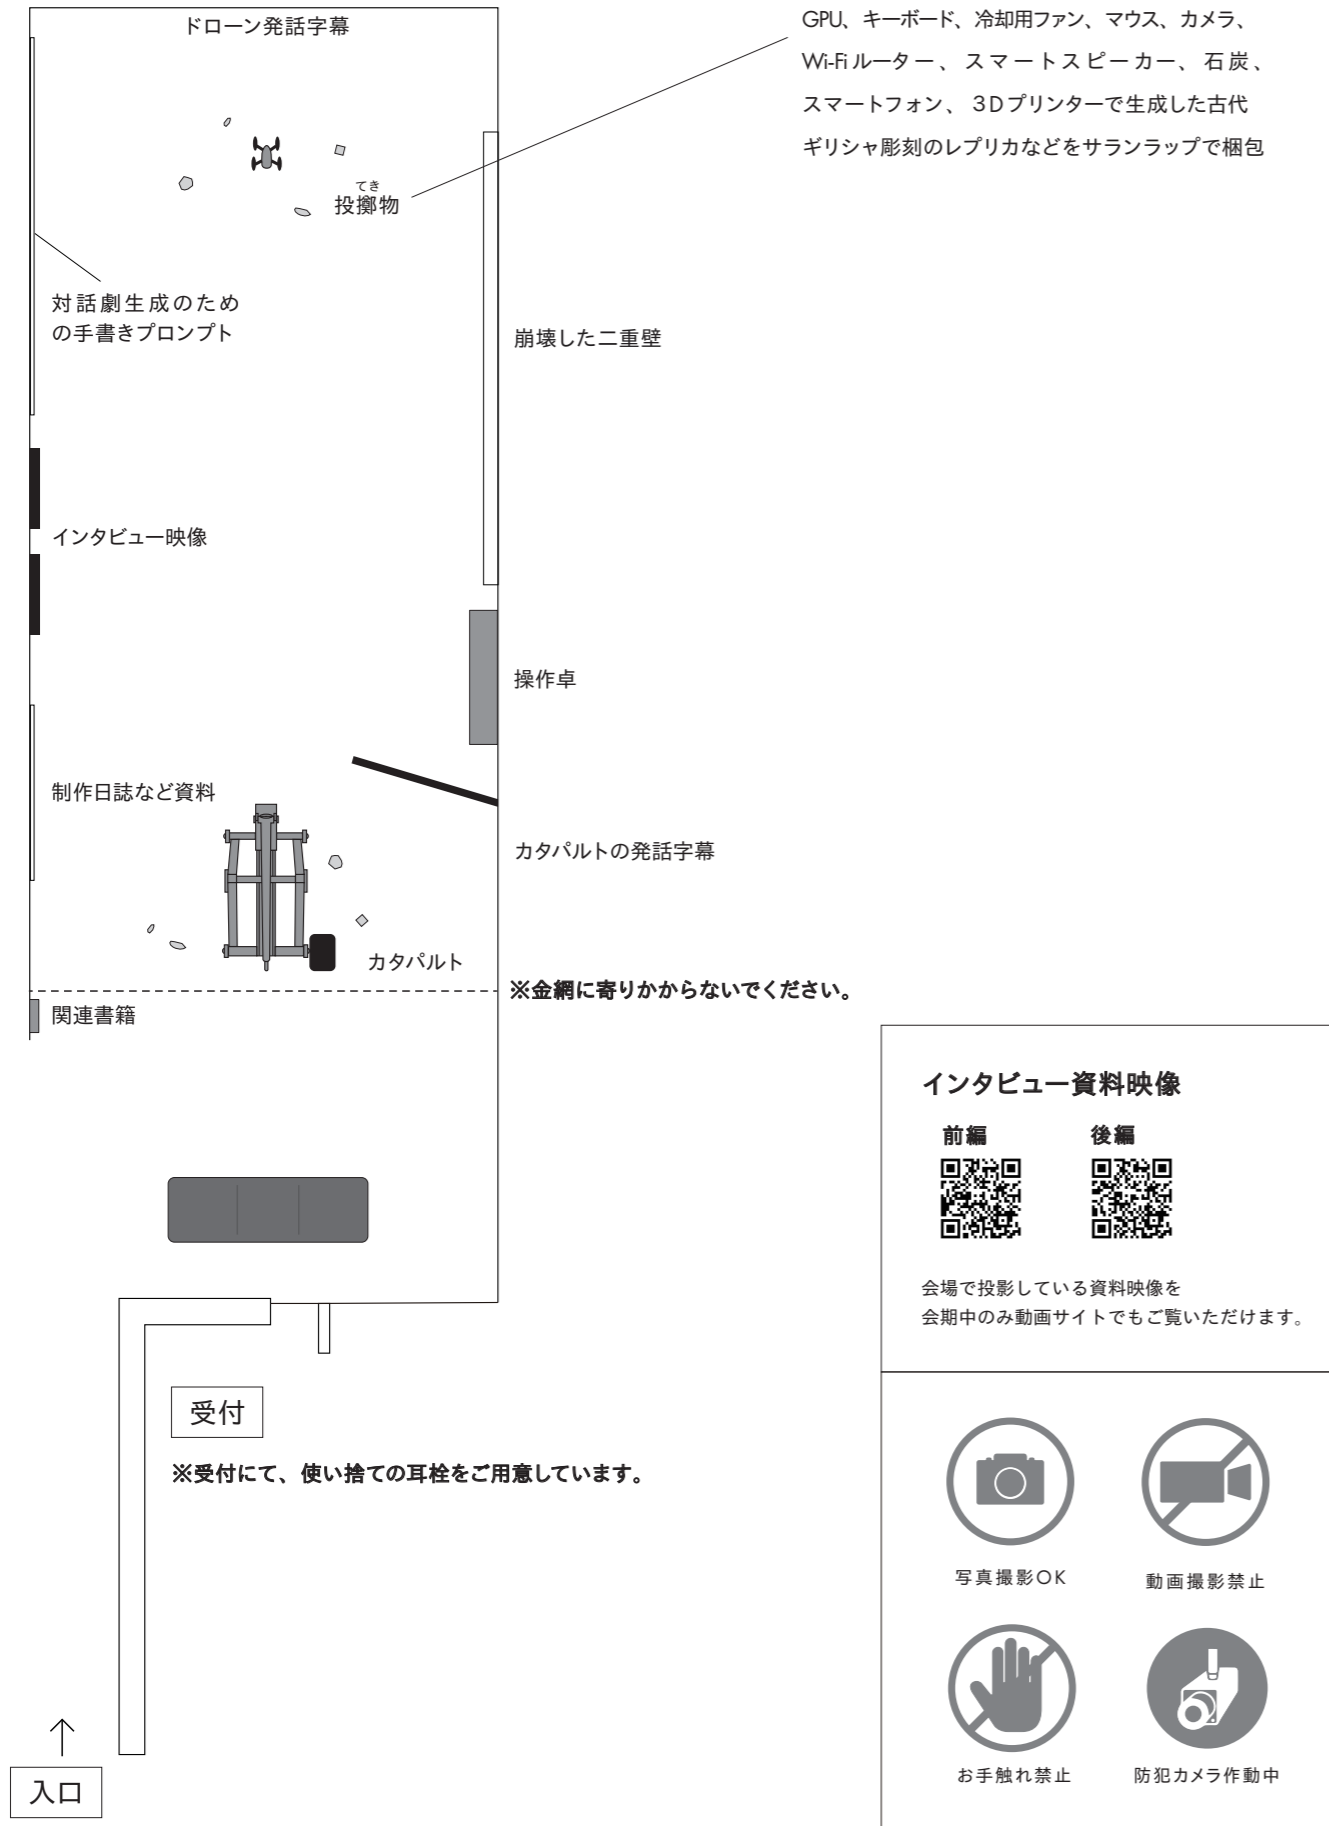 ドローン発話字幕
GPU、キーボード、冷却用ファン、マウス、カメラ、
Wi-Fiルーター、スマートスピーカー、石炭、
スマートフォン、3Dプリンターで生成した古代
ギリシャ彫刻のレプリカなどをサランラップで梱包
てき
投擲物
対話劇生成のため
の手書きプロンプト
崩壊した二重壁
インタビュー映像
操作卓
制作日誌など資料
カタパルトの発話字幕
カタパルト
※金網に寄りかからないでください。
関連書籍
インタビュー資料映像
前編
後編
会場で投影している資料映像を
会期中のみ動画サイトでもご覧いただけます。
受付
※受付にて、使い捨ての耳栓をご用意しています。
写真撮影OK
動画撮影禁止
お手触れ禁止
防犯カメラ作動中
入口